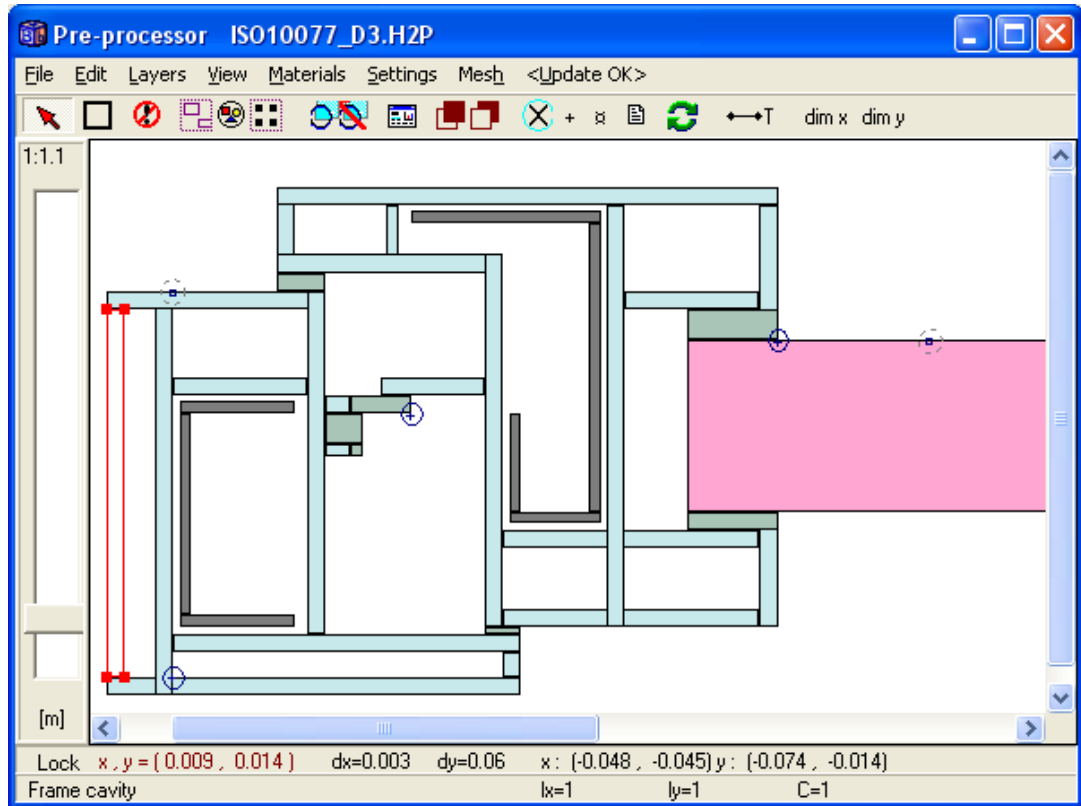 Pre-processor ISO10077_D3.H2P
File Edit Layers View Materials Settings Mesh <Update OK>
T dim x dim y
1:1.1
[m]
Lock x , y = ( 0.009 , 0.014 ) dx=0.003 dy=0.06 x : (-0.048 , -0.045) y : (-0.074 , -0.014)
Frame cavity Ix=1 Iy=1 C=1